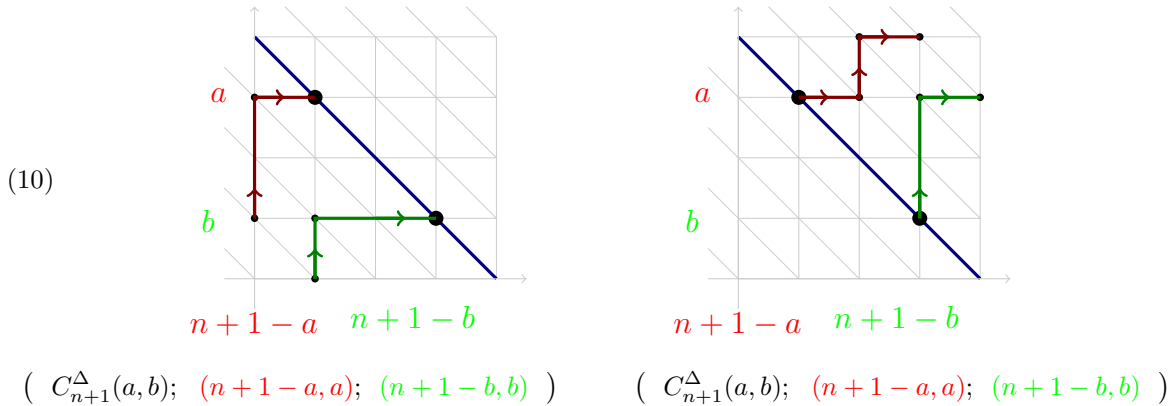 a a
(10)
b b
n + 1 − a n + 1 − b n + 1 − a n + 1 − b
( C^Δ_{n+1}(a, b); (n + 1 − a, a); (n + 1 − b, b) ) ( C^Δ_{n+1}(a, b); (n + 1 − a, a); (n + 1 − b, b) )